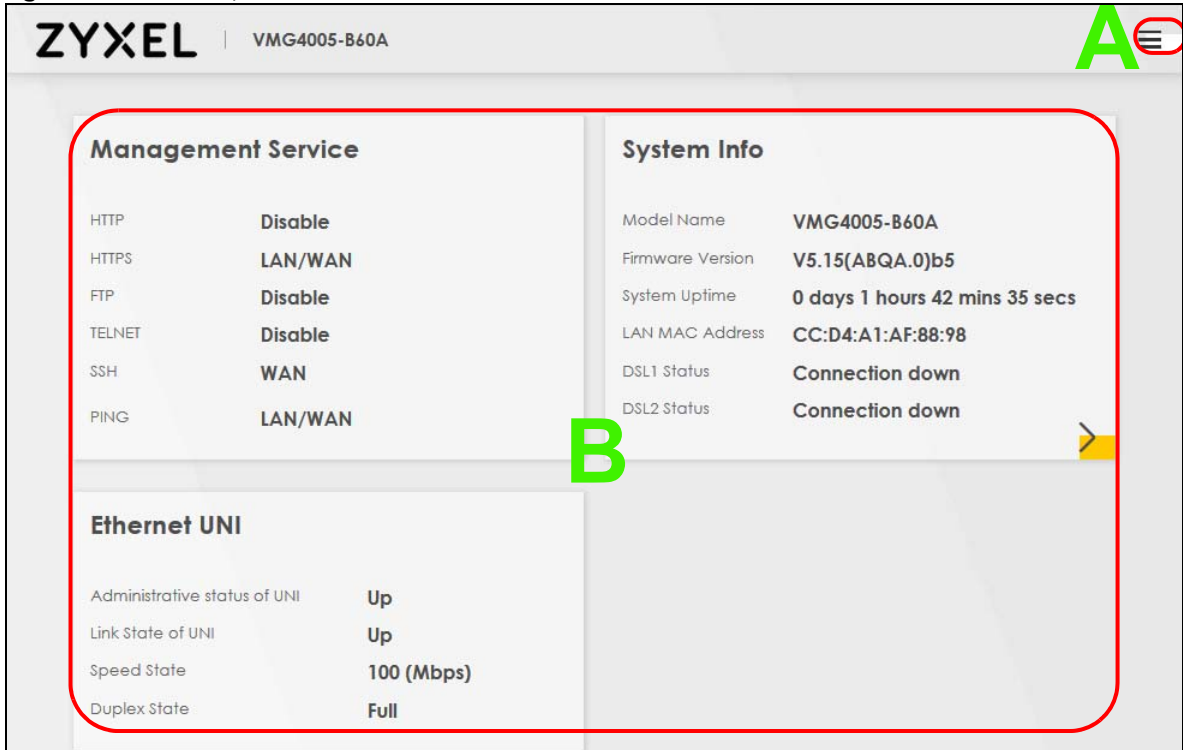 ZYXEL | VMG4005-B60A
A
Management Service
HTTP Disable
HTTPS LAN/WAN
FTP Disable
TELNET Disable
SSH WAN
PING LAN/WAN
System Info
Model Name VMG4005-B60A
Firmware Version V5.15(ABQA.0)b5
System Uptime 0 days 1 hours 42 mins 35 secs
LAN MAC Address CC:D4:A1:AF:88:98
DSL1 Status Connection down
DSL2 Status Connection down
B
Ethernet UNI
Administrative status of UNI Up
Link State of UNI Up
Speed State 100 (Mbps)
Duplex State Full